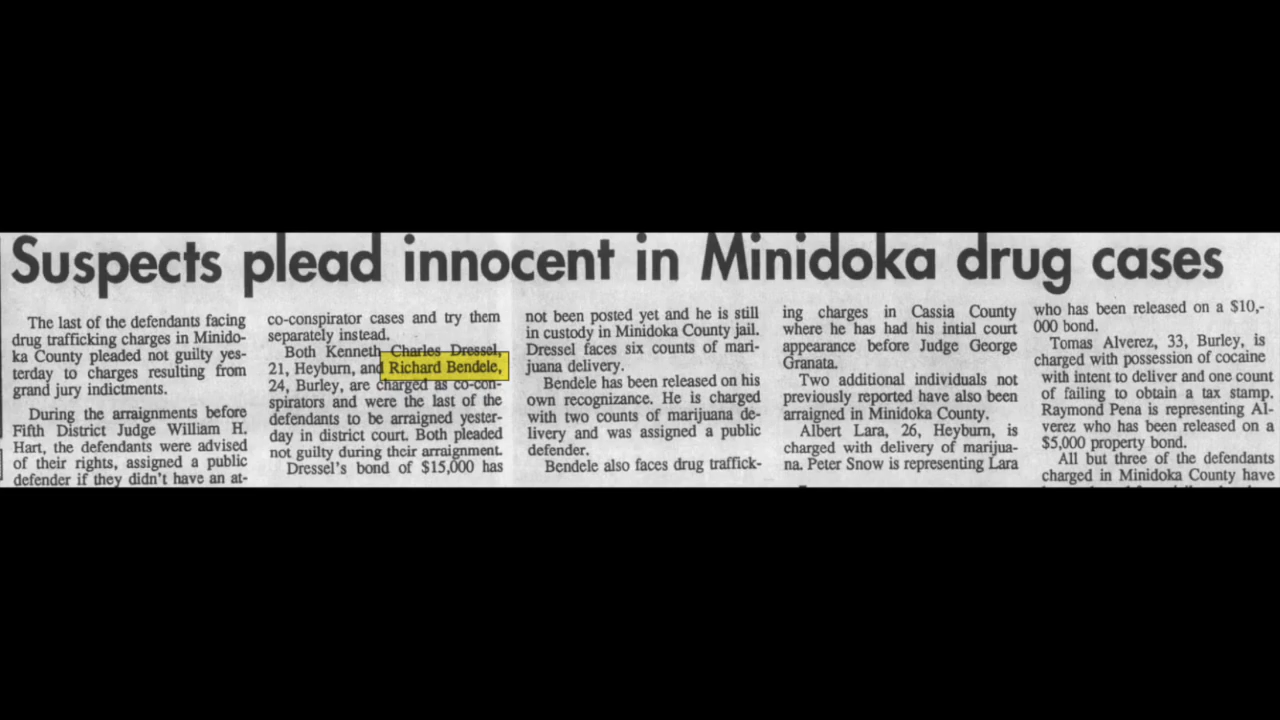 Suspects plead innocent in Minidoka drug cases
The last of the defendants facing
drug trafficking charges in Minido-
ka County pleaded not guilty yes-
terday to charges resulting from
grand jury indictments.
During the arraignments before
Fifth District Judge William H.
Hart, the defendants were advised
of their rights, assigned a public
defender if they didn't have an at-
co-conspirator cases and try them
separately instead.
Both Kenneth Charles Dressel,
21, Heyburn, and Richard Bendele,
24, Burley, are charged as co-con-
spirators and were the last of the
defendants to be arraigned yester-
day in district court. Both pleaded
not guilty during their arraignment.
Dressel's bond of $15,000 has
not been posted yet and he is still
in custody in Minidoka County jail.
Dressel faces six counts of mari-
juana delivery.
Bendele has been released on his
own recognizance. He is charged
with two counts of marijuana de-
livery and was assigned a public
defender.
Bendele also faces drug traffick-
ing charges in Cassia County
where he has had his intial court
appearance before Judge George
Granata.
Two additional individuals not
previously reported have also been
arraigned in Minidoka County.
Albert Lara, 26, Heyburn, is
charged with delivery of marijua-
na. Peter Snow is representing Lara
who has been released on a $10,-
000 bond.
Tomas Alverez, 33, Burley, is
charged with possession of cocaine
with intent to deliver and one count
of failing to obtain a tax stamp.
Raymond Pena is representing Al-
verez who has been released on a
$5,000 property bond.
All but three of the defendants
charged in Minidoka County have